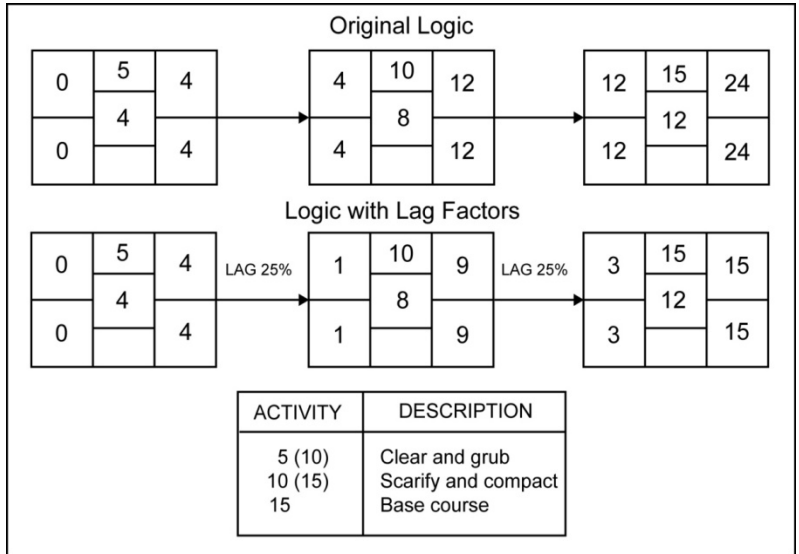 Original Logic
0 5 4 4 10 12 12 15 24
4 8 12
0 4 4 12 12 24
Logic with Lag Factors
0 5 4 LAG 25% 1 10 9 LAG 25% 3 15 15
4 8 12
0 4 1 9 3 15
ACTIVITY DESCRIPTION
5 (10) Clear and grub
10 (15) Scarify and compact
15 Base course